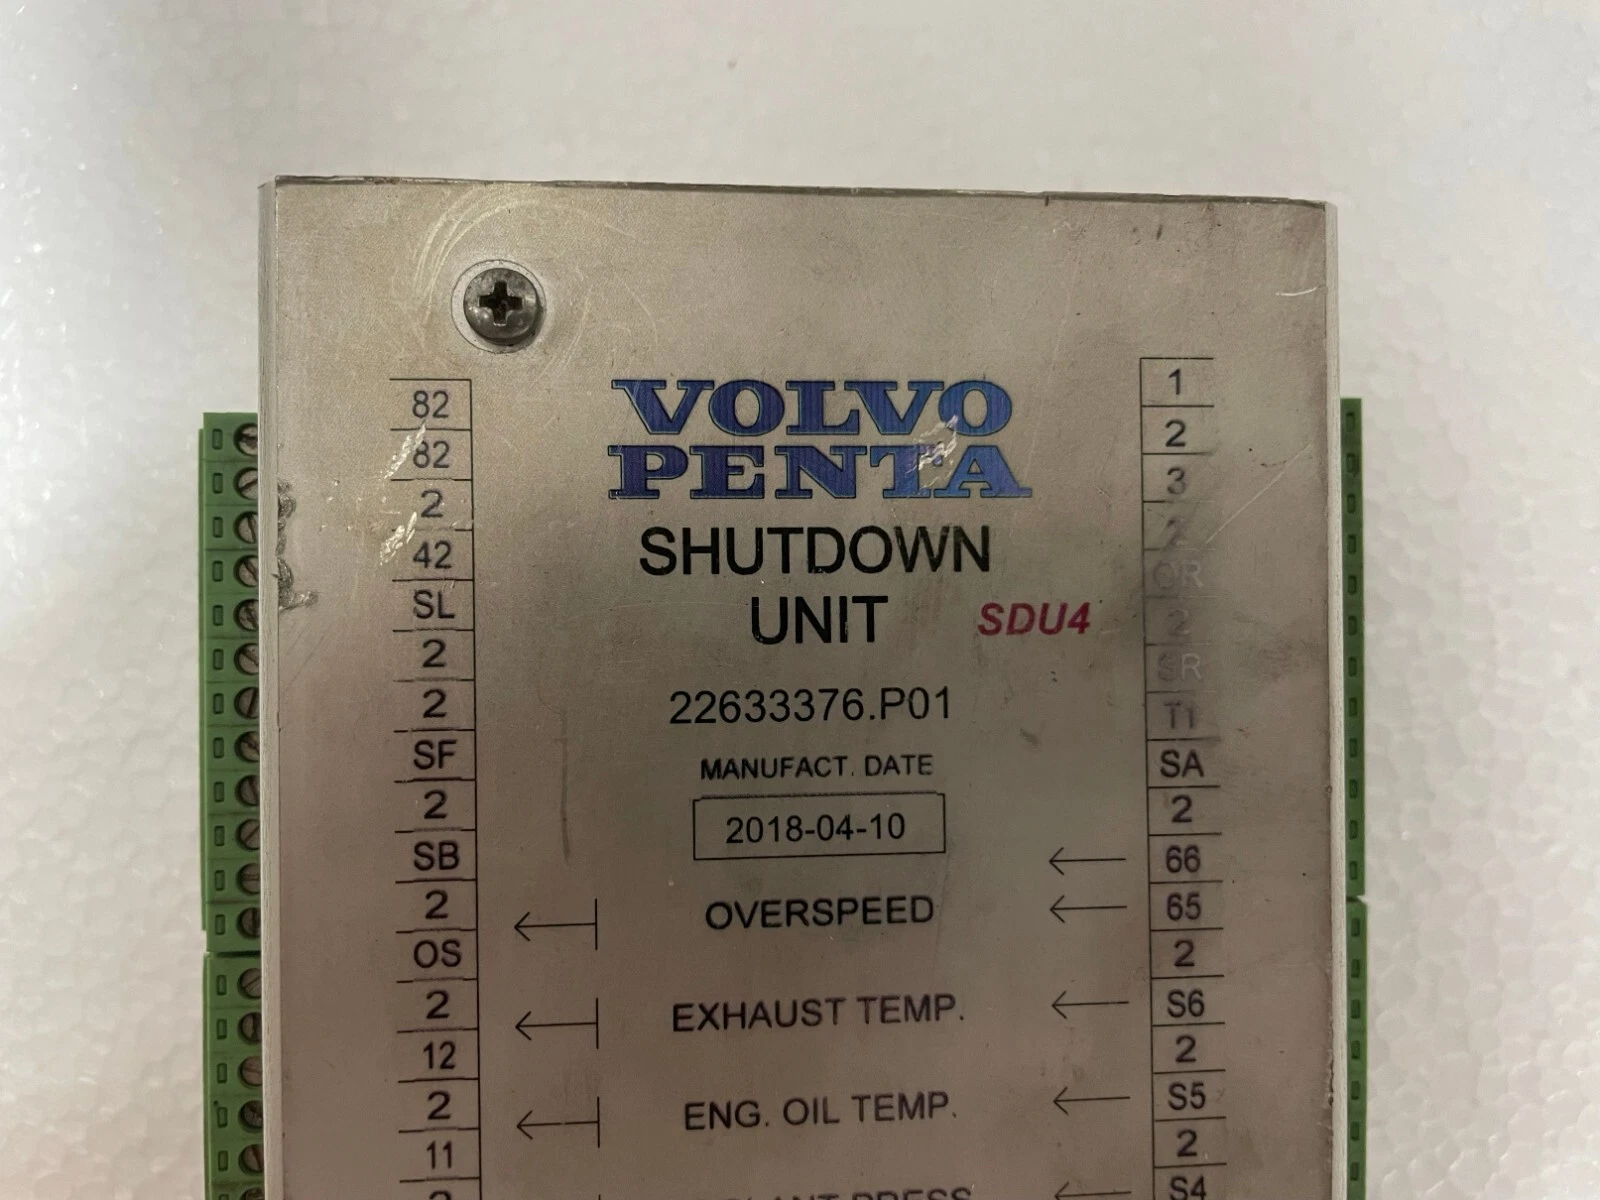 82
82
2
42
SL
2
2
SF
2
SB
2
OS
2
12
2
11
VOLVO
PENTA
SHUTDOWN
UNIT SDU4
22633376.P01
MANUFACT. DATE
2018-04-10
OVERSPEED
EXHAUST TEMP.
ENG. OIL TEMP.
1
2
3
2
OR
2
SR
T1
SA
2
66
65
2
S6
2
S5
2
S4